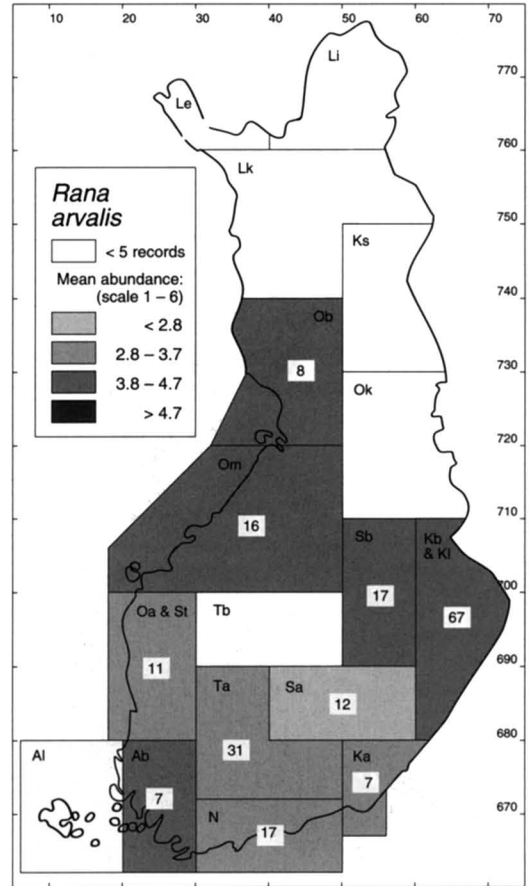 10 20 30 40 50 60 70
Li
770
Le
760
Lk
Rana
arvalis
750
< 5 records
Ks
Mean abundance:
(scale 1 – 6)
740
< 2.8
Ob
2.8 – 3.7
730
8
3.8 – 4.7
Ok
> 4.7
720
Om
710
16
Sb
Kb
& Kl
17
700
Oa & St
Tb
67
11
690
Ta
Sa
12
680
31
Al
Ab
Ka
7
7
670
N
17